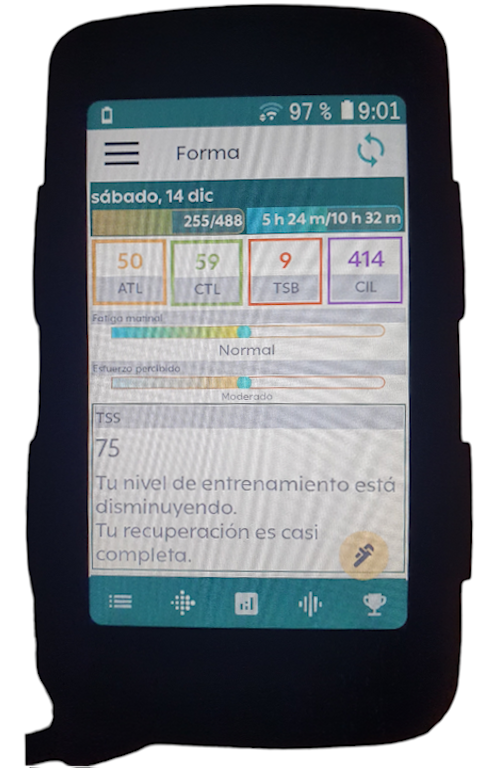 97 % 9:01
Forma
sábado, 14 dic
255/488 5 h 24 m/10 h 32 m
50 59 9 414
ATL CTL TSB CIL
Fatiga matinal
Normal
Esfuerzo percibido
Moderado
TSS
75
Tu nivel de entrenamiento está
disminuyendo.
Tu recuperación es casi
completa.